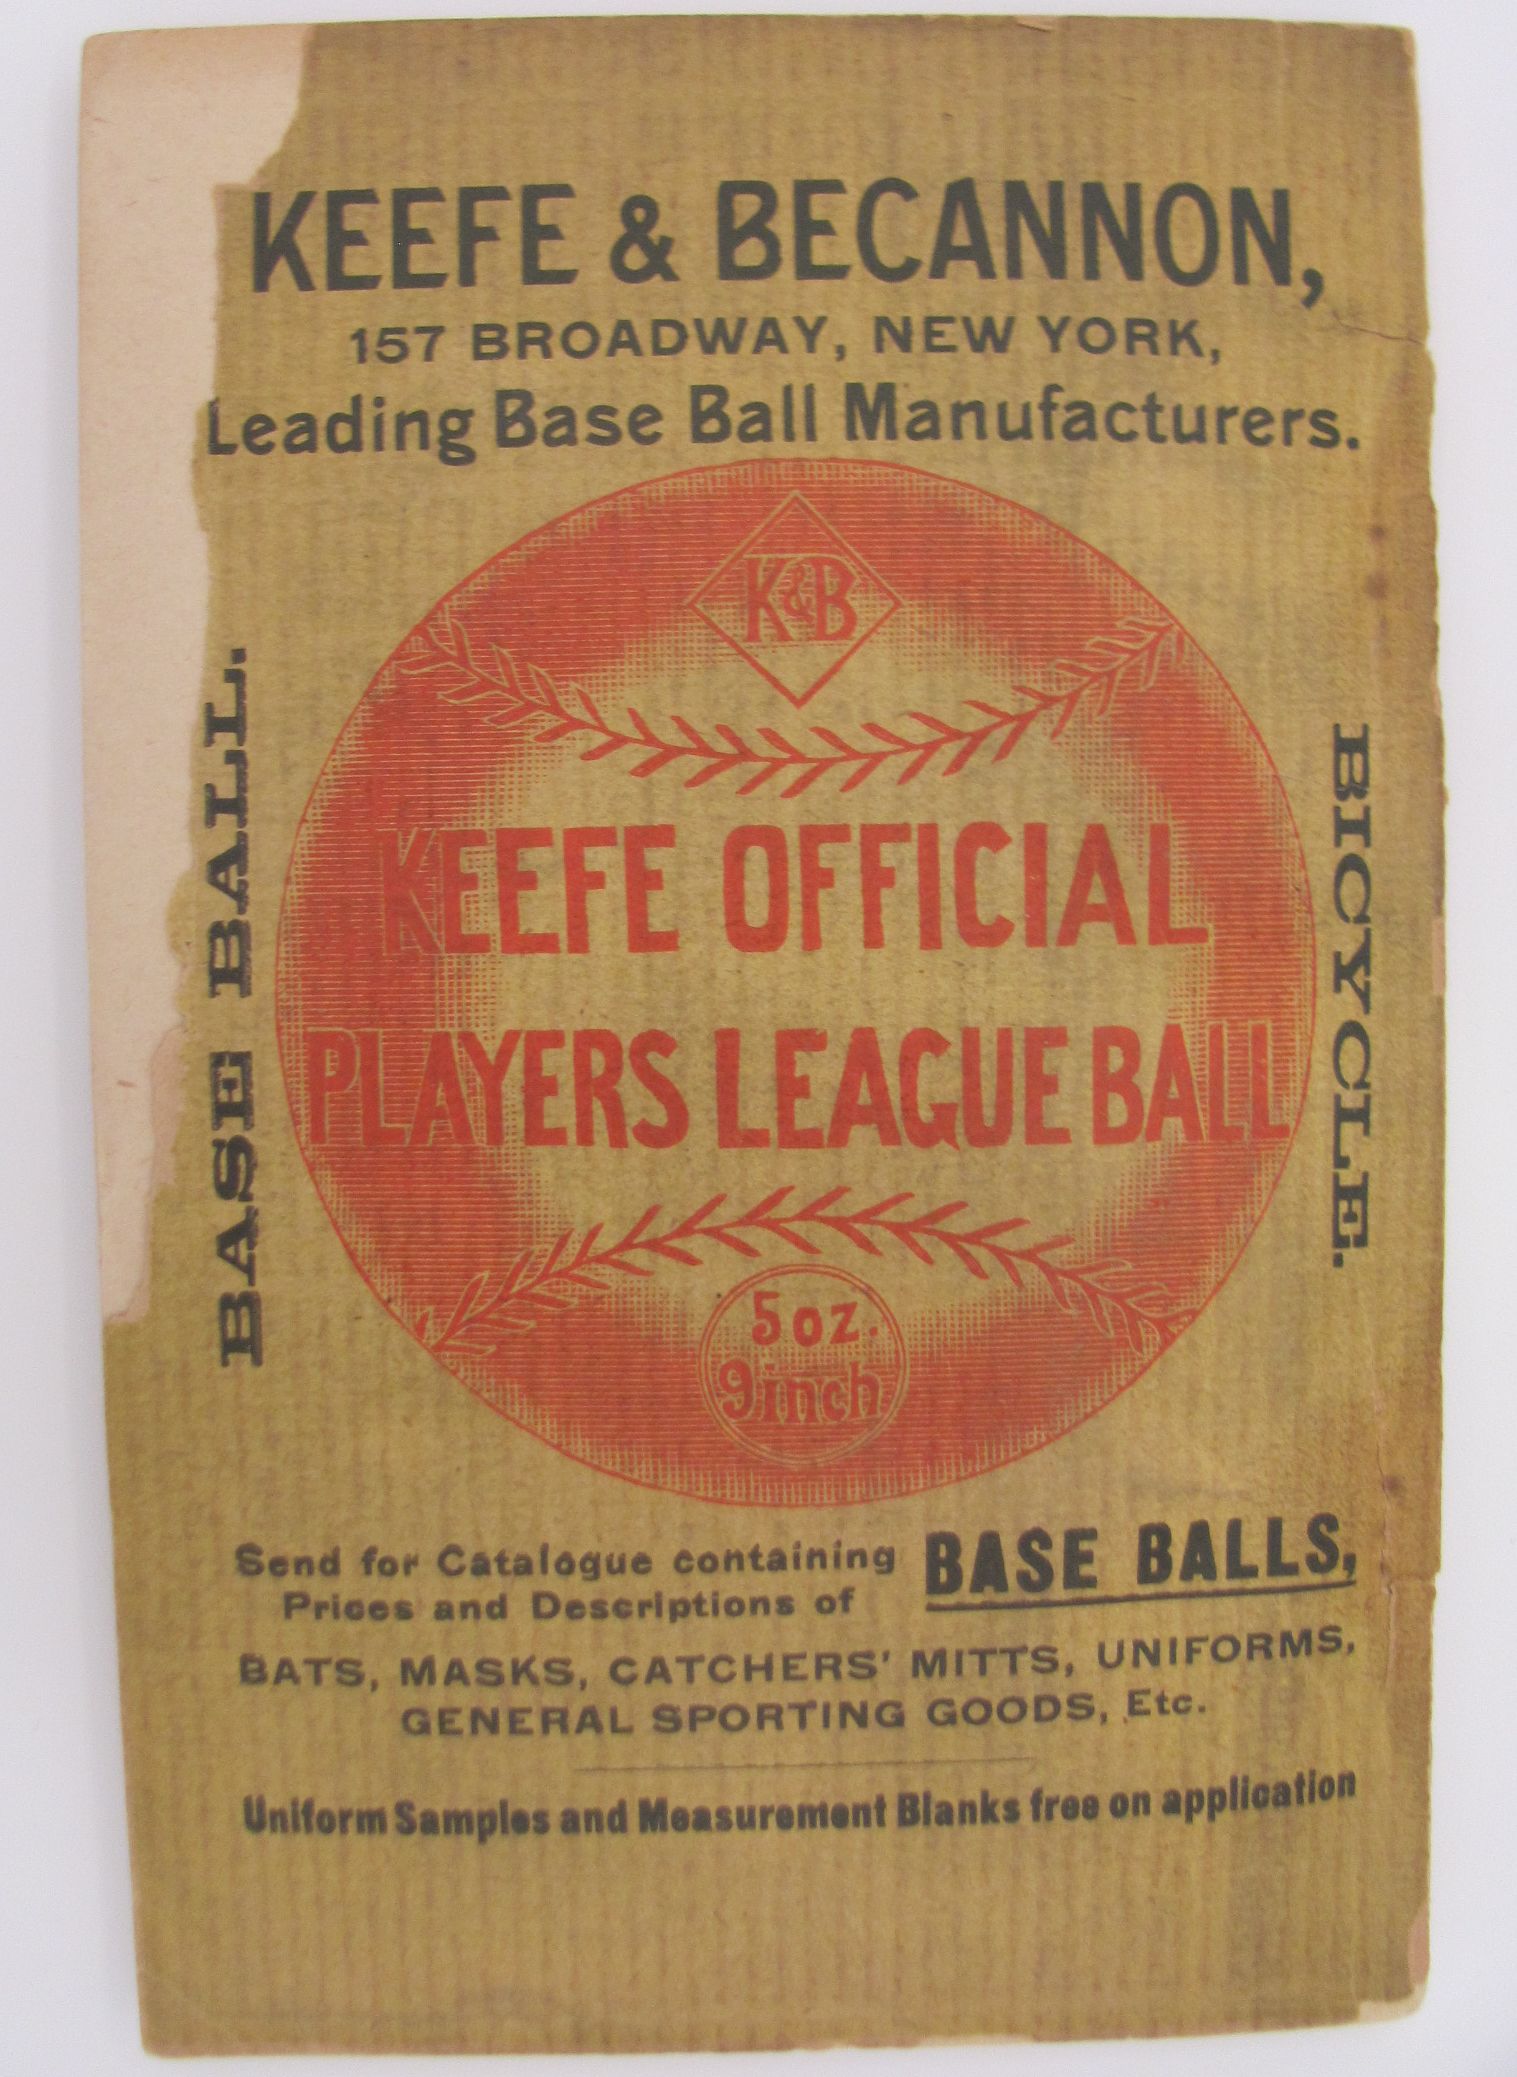 KEEFE & BECANNON,
157 BROADWAY, NEW YORK,
Leading Base Ball Manufacturers.
BASE BALL.
K&B
KEEFE OFFICIAL
PLAYERS LEAGUE BALL
5 oz.
9 inch
BICYCLE.
Send for Catalogue containing
Prices and Descriptions of
BASE BALLS,
BATS, MASKS, CATCHERS' MITTS, UNIFORMS,
GENERAL SPORTING GOODS, Etc.
Uniform Samples and Measurement Blanks free on application